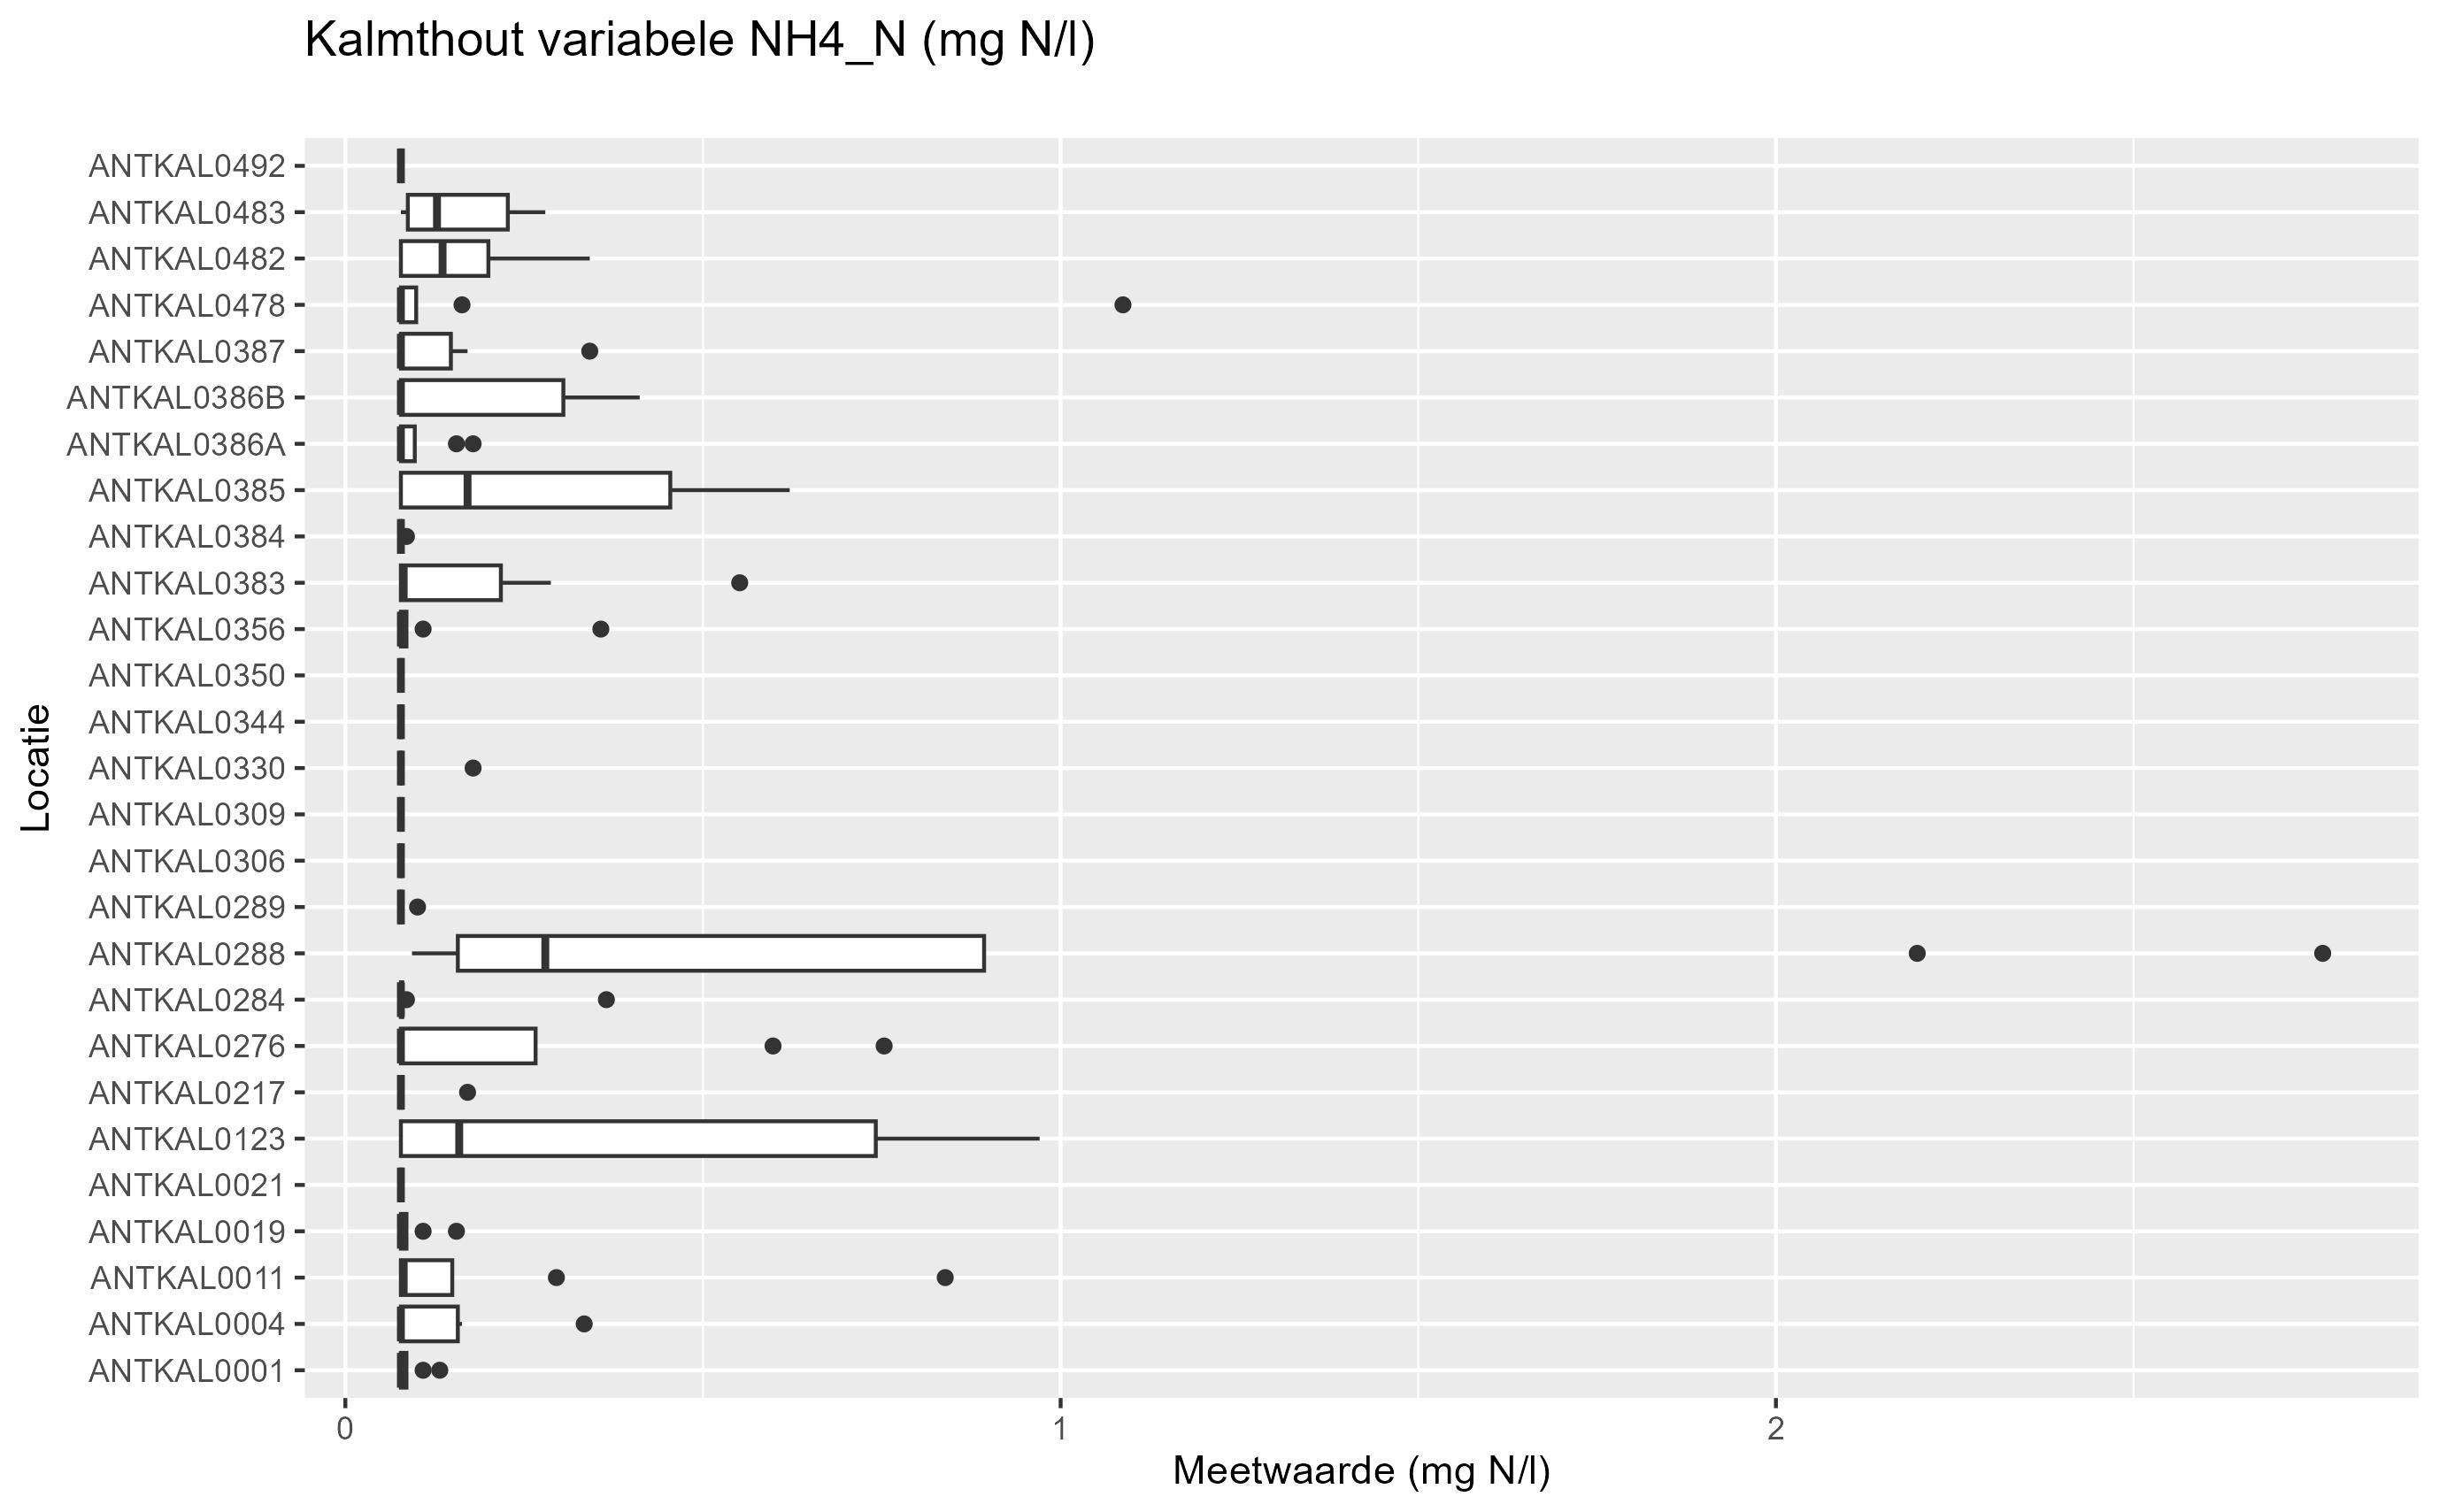 Kalmthout variabele NH4_N (mg N/l)
ANTKAL0492
ANTKAL0483
ANTKAL0482
ANTKAL0478
ANTKAL0387
ANTKAL0386B
ANTKAL0386A
ANTKAL0385
ANTKAL0384
ANTKAL0383
ANTKAL0356
ANTKAL0350
ANTKAL0344
ANTKAL0330
ANTKAL0309
ANTKAL0306
ANTKAL0289
ANTKAL0288
ANTKAL0284
ANTKAL0276
ANTKAL0217
ANTKAL0123
ANTKAL0021
ANTKAL0019
ANTKAL0011
ANTKAL0004
ANTKAL0001
Locatie
0 1 2
Meetwaarde (mg N/l)